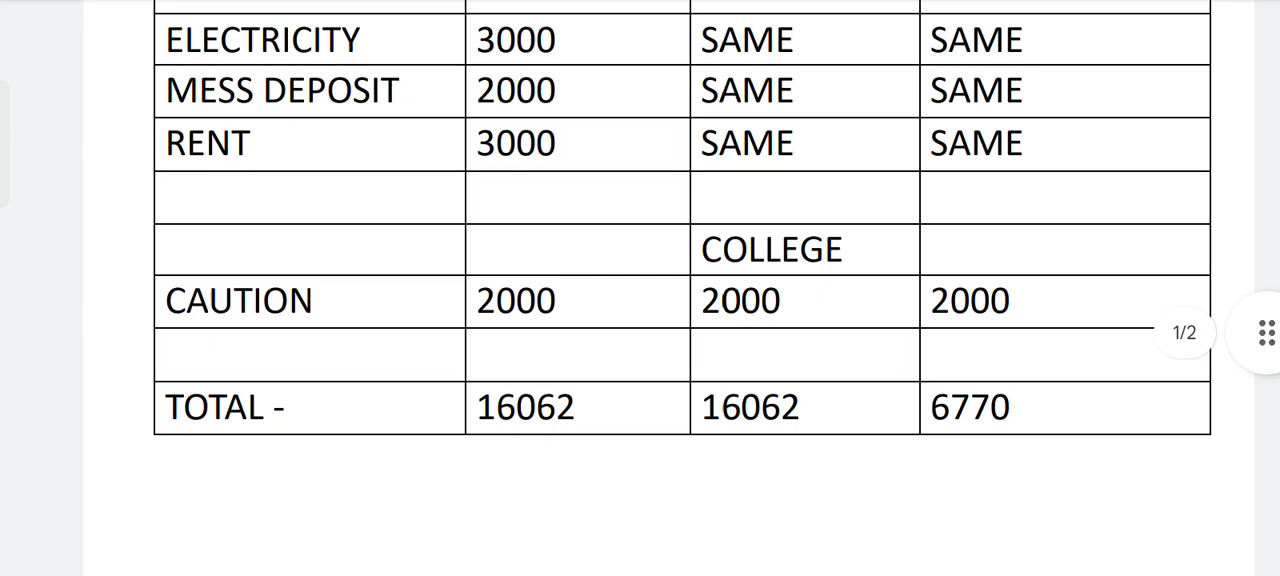 ELECTRICITY 3000 SAME SAME
MESS DEPOSIT 2000 SAME SAME
RENT 3000 SAME SAME
COLLEGE
CAUTION 2000 2000 2000
1/2
TOTAL - 16062 16062 6770